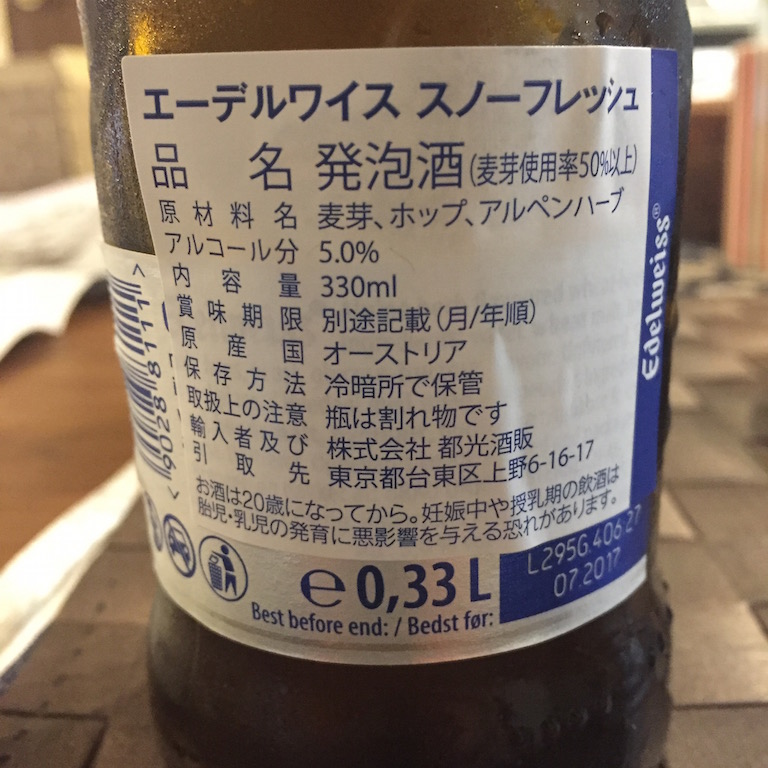 エーデルワイス スノーフレッシュ
品名 発泡酒(麦芽使用率50%以上)
原材料名 麦芽、ホップ、アルペンハーブ
アルコール分 5.0%
内容量 330ml
賞味期限 別途記載(月/年順)
原産国 オーストリア
保存方法 冷暗所で保管
取扱上の注意 瓶は割れ物です
輸入者及び 株式会社 都光酒販
引取先 東京都台東区上野6-16-17
お酒は20歳になってから。妊娠中や授乳期の飲酒は
胎児・乳児の発育に悪影響を与える恐れがあります。
e 0,33 L
Best before end: / Bedst før:
L295G.406:27
07.2017
Edelweiss®